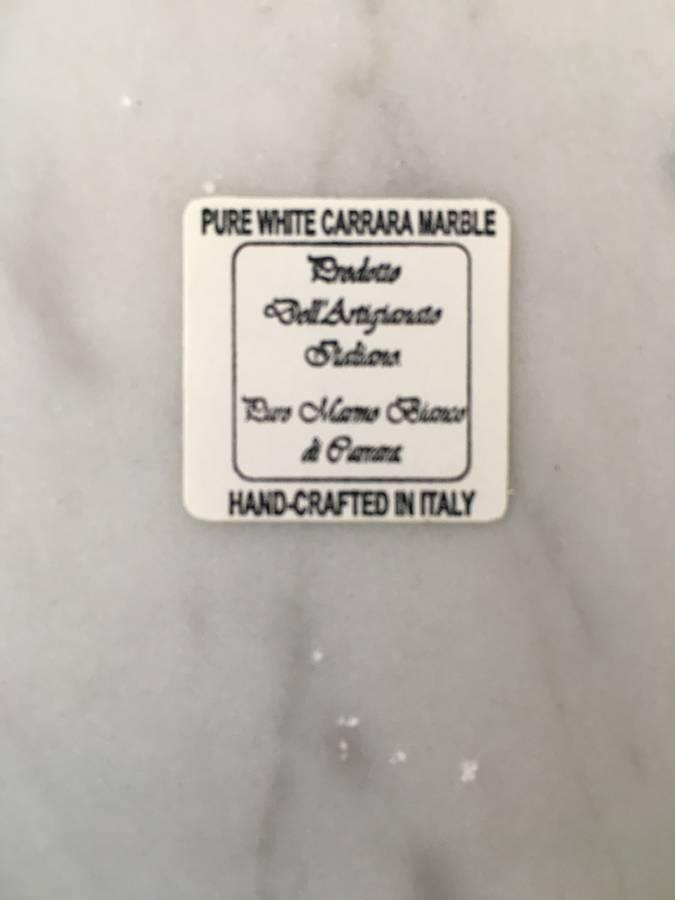 PURE WHITE CARRARA MARBLE
Prodotto
Dell'Artigianato
Italiano.
Puro Marmo Bianco
di Carrara.
HAND-CRAFTED IN ITALY